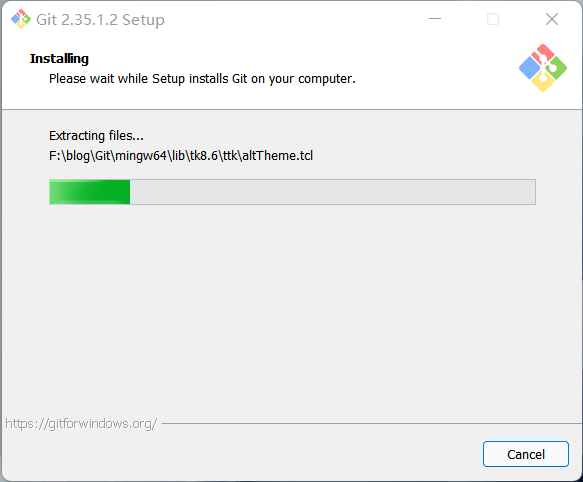 Git 2.35.1.2 Setup
Installing
Please wait while Setup installs Git on your computer.
Extracting files...
F:\blog\Git\mingw64\lib\tk8.6\ttk\altTheme.tcl
https://gitforwindows.org/
Cancel